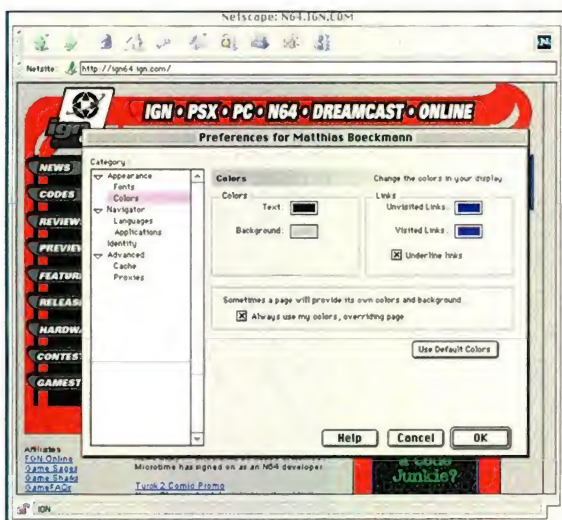 Netscape: N64.IGN.COM
N
Netsite: http://ign64.ign.com/
IGN • PSX • PC • N64 • DREAMCAST • ONLINE
ign
Preferences for Matthias Boeckmann
NEWS
CODES
REVIEW
PREVIE
FEATUR
RELEAS
HARDW
CONTES
GAMEST
Category
Appearance
Fonts
Colors
Navigator
Languages
Applications
Identity
Advanced
Cache
Proxies
Colors
Change the colors in your display
Colors
Text:
Background:
Links
Unvisited Links:
Visited Links:
Underline links
Sometimes a page will provide its own colors and background
Always use my colors, overriding page
Use Default Colors
Help
Cancel
OK
Affiliates
FGN Online
Game Sages
Game Sharks
GameFAQs
Microtime has signed on as an N64 developer.
Turok 2 Comic Promo
a code
Junkie?
IGN